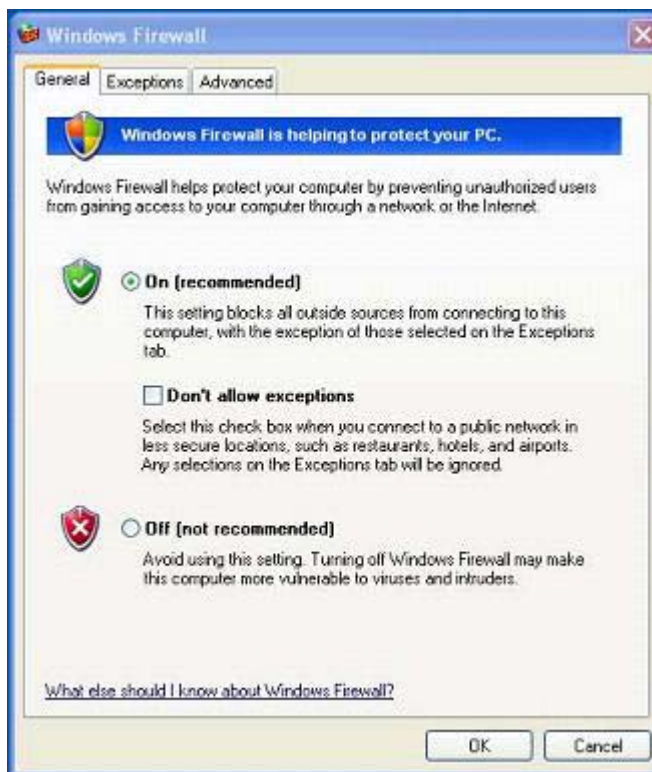 Windows Firewall
General Exceptions Advanced
Windows Firewall is helping to protect your PC.
Windows Firewall helps protect your computer by preventing unauthorized users
from gaining access to your computer through a network or the Internet.
On (recommended)
This setting blocks all outside sources from connecting to this
computer, with the exception of those selected on the Exceptions
tab.
Don't allow exceptions
Select this check box when you connect to a public network in
less secure locations, such as restaurants, hotels, and airports.
Any selections on the Exceptions tab will be ignored.
Off (not recommended)
Avoid using this setting. Turning off Windows Firewall may make
this computer more vulnerable to viruses and intruders.
What else should I know about Windows Firewall?
OK Cancel